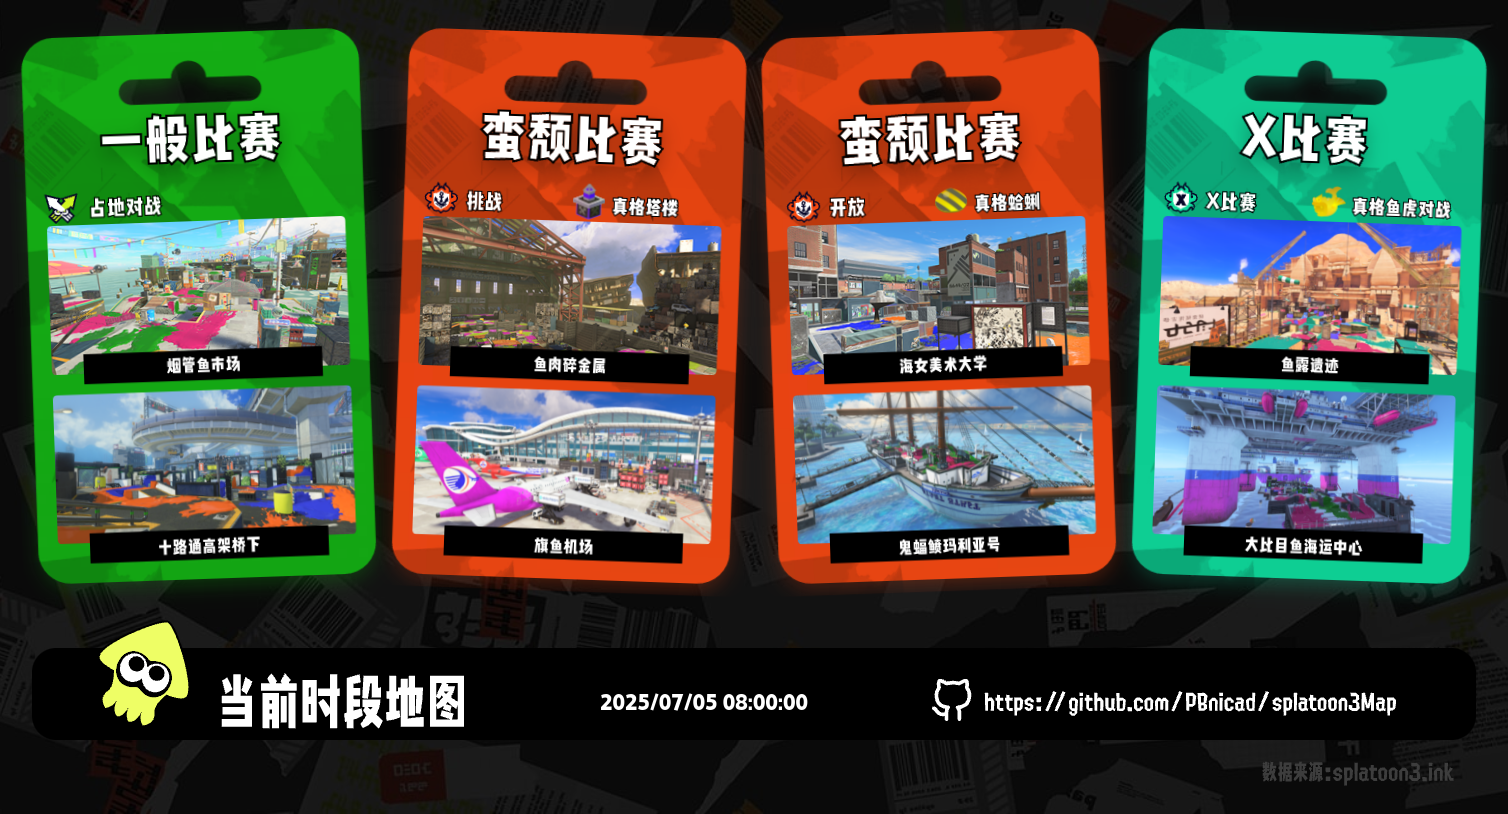 一般比赛
占地对战
烟管鱼市场
十路通高架桥下
蛮颓比赛
挑战
真格塔楼
鱼肉碎金属
旗鱼机场
蛮颓比赛
开放
真格蛤蜊
海女美术大学
鬼蝠鲼玛利亚号
X比赛
X比赛
真格鱼虎对战
鱼露遗迹
大比目鱼海运中心
当前时段地图
2025/07/05 08:00:00
https://github.com/PBnicad/splatoon3Map
数据来源:splatoon3.ink